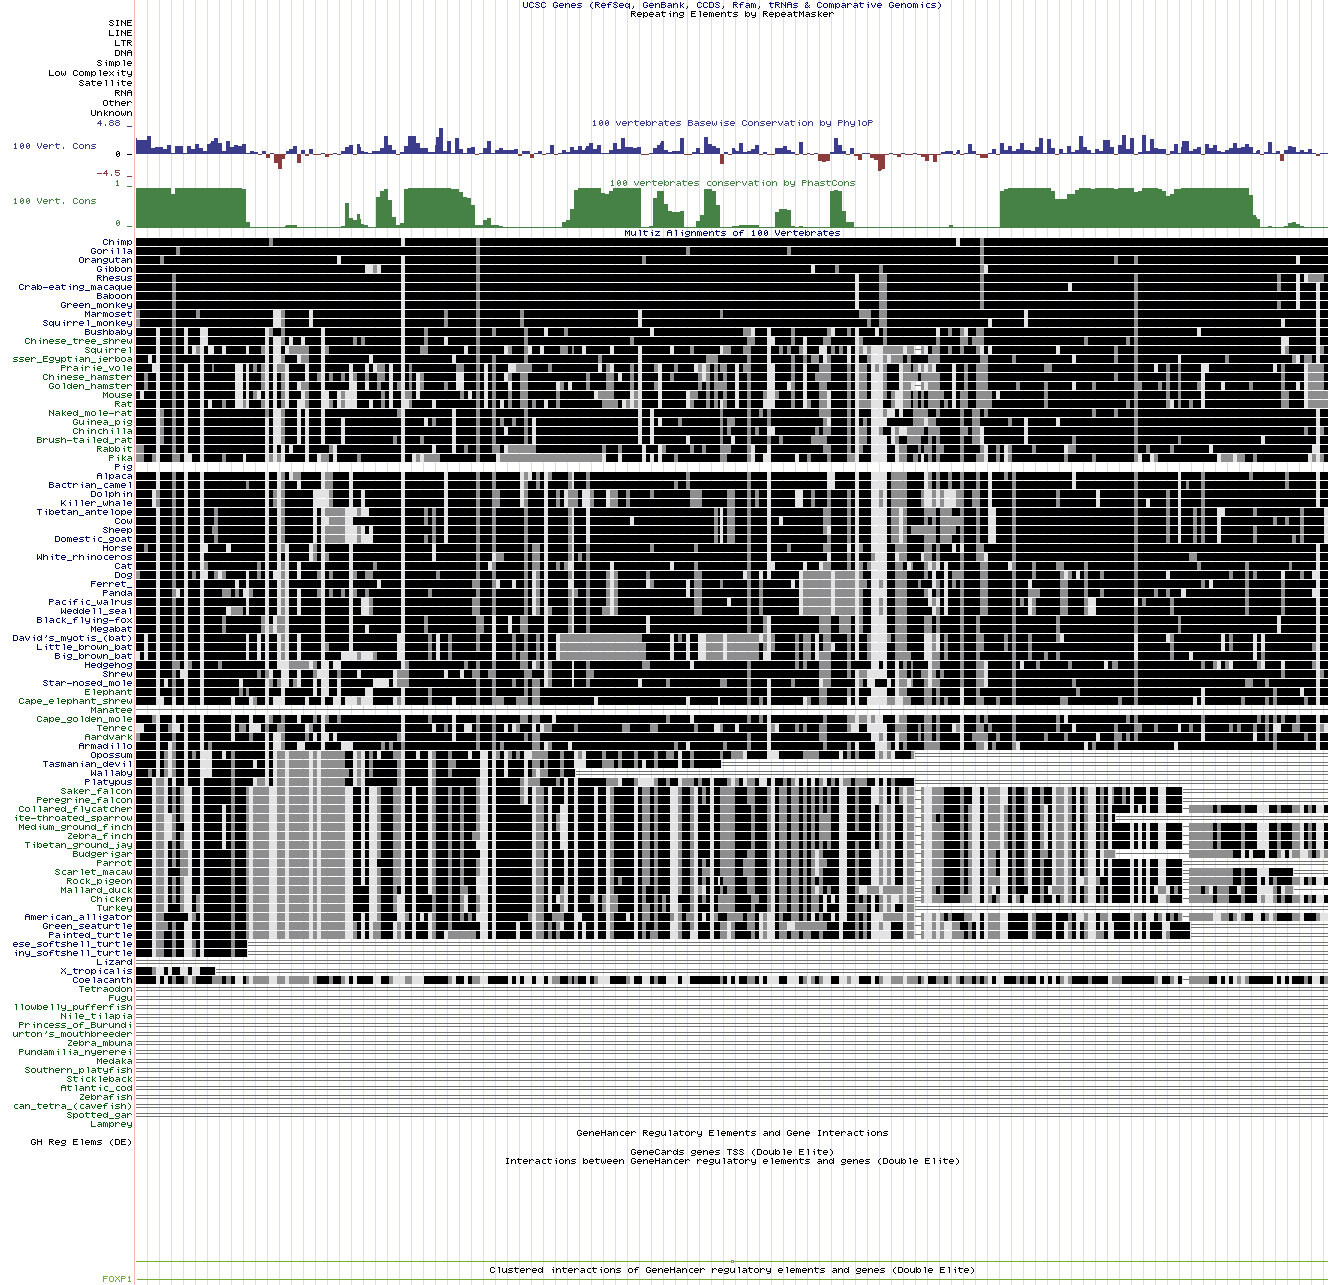 UCSC Genes (RefSeq, GenBank, CCDS, Rfam, tRNAs & Comparative Genomics)
Repeating Elements by RepeatMasker
SINE
LINE
LTR
DNA
Simple
Low Complexity
Satellite
RNA
Other
Unknown
4.88 _
100 vertebrates Basewise Conservation by PhyloP
100 Vert. Cons
0 _
-4.5 _
1 _
100 vertebrates conservation by PhastCons
100 Vert. Cons
0 _
Multiz Alignments of 100 Vertebrates
Chimp
Gorilla
Orangutan
Gibbon
Rhesus
Crab-eating_macaque
Baboon
Green_monkey
Marmoset
Squirrel_monkey
Bushbaby
Chinese_tree_shrew
Squirrel
sser_Egyptian_jerboa
Prairie_vole
Chinese_hamster
Golden_hamster
Mouse
Rat
Naked_mole-rat
Guinea_pig
Chinchilla
Brush-tailed_rat
Rabbit
Pika
Pig
Alpaca
Bactrian_camel
Dolphin
Killer_whale
Tibetan_antelope
Cow
Sheep
Domestic_goat
Horse
White_rhinoceros
Cat
Dog
Ferret_
Panda
Pacific_walrus
Weddell_seal
Black_flying-fox
Megabat
David's_myotis_(bat)
Little_brown_bat
Big_brown_bat
Hedgehog
Shrew
Star-nosed_mole
Elephant
Cape_elephant_shrew
Manatee
Cape_golden_mole
Tenrec
Aardvark
Armadillo
Opossum
Tasmanian_devil
Wallaby
Platypus
Saker_falcon
Peregrine_falcon
Collared_flycatcher
ite-throated_sparrow
Medium_ground_finch
Zebra_finch
Tibetan_ground_jay
Budgerigar
Parrot
Scarlet_macaw
Rock_pigeon
Mallard_duck
Chicken
Turkey
American_alligator
Green_seaturtle
Painted_turtle
ese_softshell_turtle
iny_softshell_turtle
Lizard
X_tropicalis
Coelacanth
Tetraodon
Fugu
llowbelly_pufferfish
Nile_tilapia
Princess_of_Burundi
urton's_mouthbreeder
Zebra_mbuna
Pundamilia_nyererei
Medaka
Southern_platyfish
Stickleback
Atlantic_cod
Zebrafish
can_tetra_(cavefish)
Spotted_gar
Lamprey
GeneHancer Regulatory Elements and Gene Interactions
GH Reg Elems (DE)
GeneCards genes TSS (Double Elite)
Interactions between GeneHancer regulatory elements and genes (Double Elite)
Clustered interactions of GeneHancer regulatory elements and genes (Double Elite)
FOXP1